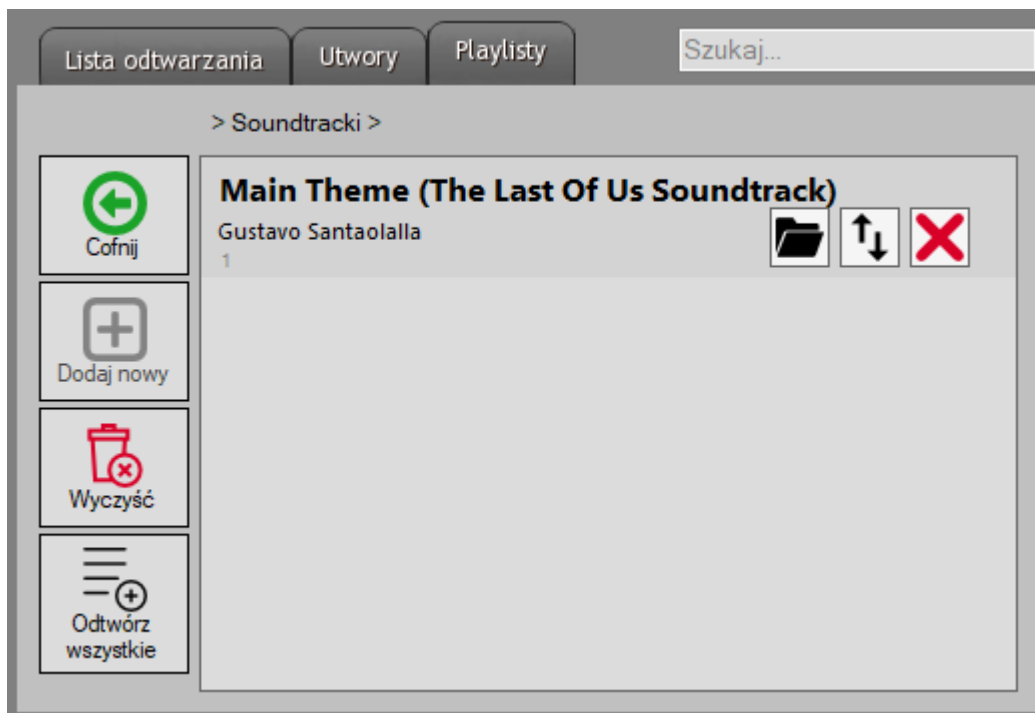 Lista odtwarzania
Utwory
Playlisty
Szukaj...
> Soundtracki >
Cofnij
Dodaj nowy
Wyczyść
Odtwórz
wszystkie
Main Theme (The Last Of Us Soundtrack)
Gustavo Santaolalla
1